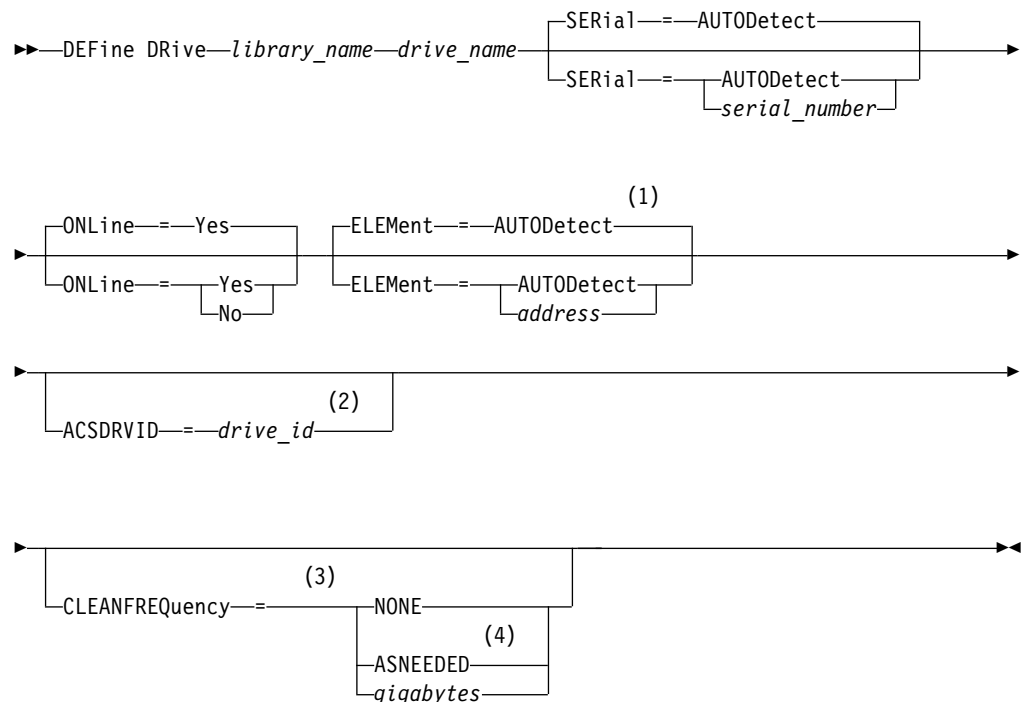 SERial = AUTODetect
DEFine DRive library_name drive_name
SERial = AUTODetect
serial_number
(1)
ONLine = Yes ELEMent = AUTODetect
ONLine = Yes ELEMent = AUTODetect
No address
(2)
ACSDRVID = drive_id
(3)
CLEANFREQuency = NONE
(4)
ASNEEDED
gigabytes